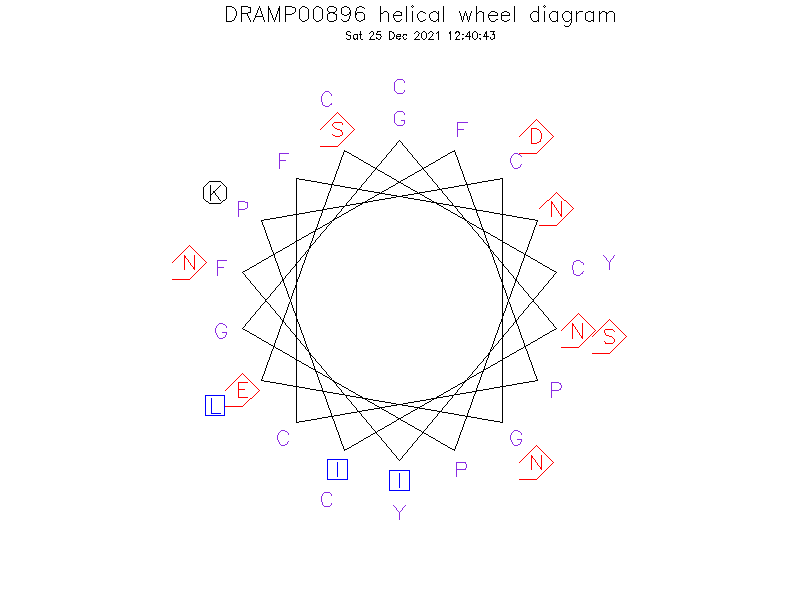 DRAMP00896 helical wheel diagram
Sat 25 Dec 2021 12:40:43
C
C
G
S
F
D
F
C
K
P
N
N
F
C
Y
G
N
S
E
L
P
C
G
I
P
N
I
C
Y